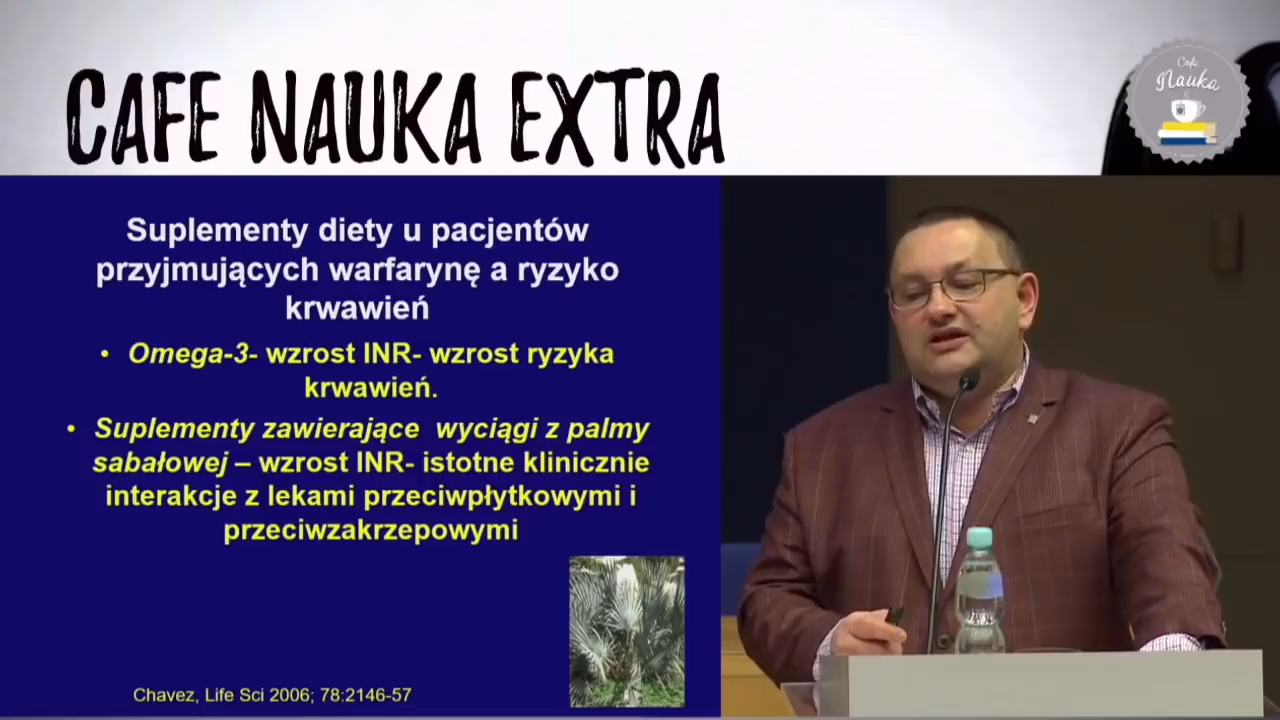 CAFE NAUKA EXTRA
Cafe
Nauka
Suplementy diety u pacjentów
przyjmujących warfarynę a ryzyko
krwawień
• Omega-3- wzrost INR- wzrost ryzyka
krwawień.
• Suplementy zawierające wyciągi z palmy
sabałowej – wzrost INR- istotne klinicznie
interakcje z lekami przeciwpłytkowymi i
przeciwzakrzepowymi
Chavez, Life Sci 2006; 78:2146-57